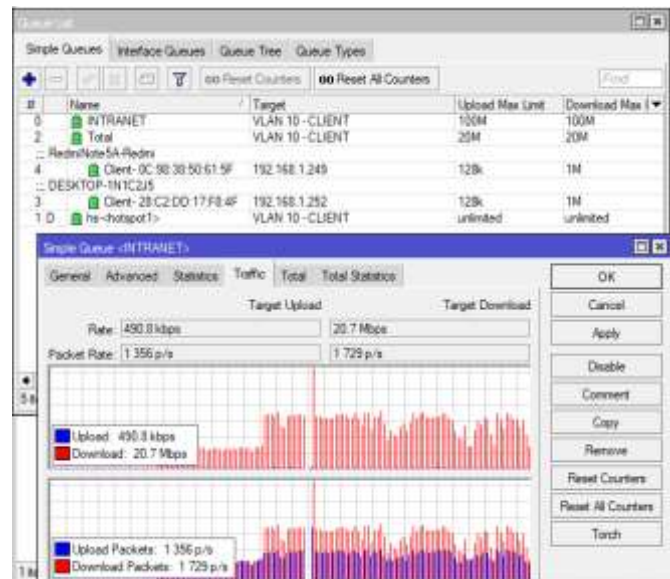 Queue List
Simple Queues Interface Queues Queue Tree Queue Types
00 Reset Counters 00 Reset All Counters Find
# Name Target Upload Max Limit Download Max
0 INTRANET VLAN 10 -CLIENT 100M 100M
2 Total VLAN 10 -CLIENT 20M 20M
::: RedmiNote5A-Redmi
4 Client- 0C:98:38:50:61:5F 192.168.1.249 128k 1M
::: DESKTOP-1N1C2J5
3 Client- 28:C2:DD:17:F8:4F 192.168.1.252 128k 1M
1 D hs-<hotspot1> VLAN 10 -CLIENT unlimited unlimited
Simple Queue <INTRANET>
General Advanced Statistics Traffic Total Total Statistics
Target Upload Target Download
Rate: 490.8 kbps 20.7 Mbps
Packet Rate: 1 356 p/s 1 729 p/s
Upload: 490.8 kbps
Download: 20.7 Mbps
Upload Packets: 1 356 p/s
Download Packets: 1 729 p/s
OK
Cancel
Apply
Disable
Comment
Copy
Remove
Reset Counters
Reset All Counters
Torch